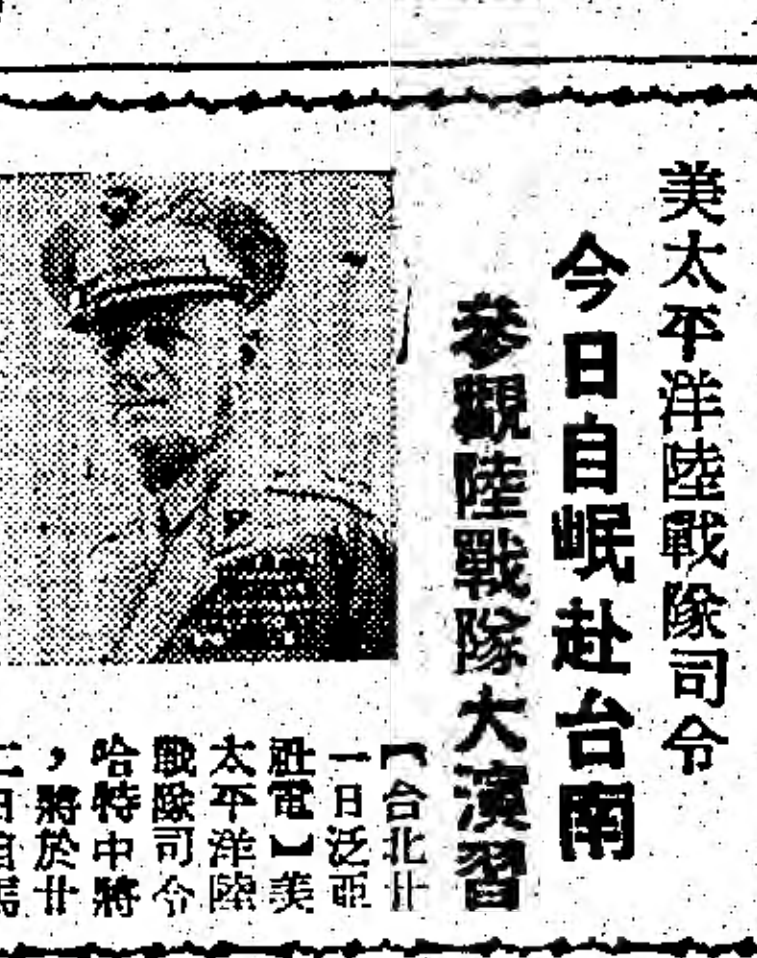 美太平洋陸戰隊司令
今日自岷赴台南
參觀陸戰隊大演習
【台北廿
一日泛亞
社電】美
太平洋陸
戰隊司令
哈特中將
，將於廿
二日自馬